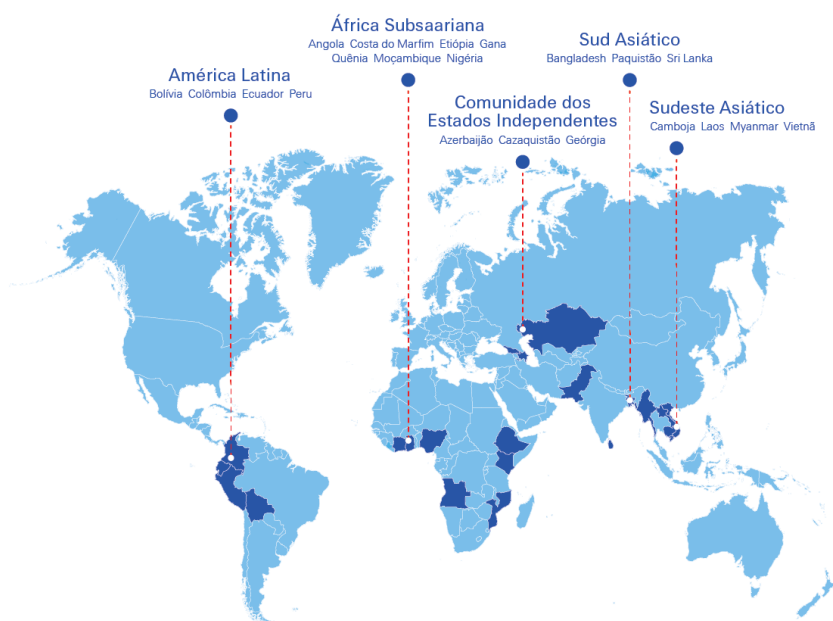 África Subsaariana
Angola Costa do Marfim Etiópia Gana
Quênia Moçambique Nigéria
Sud Asiático
Bangladesh Paquistão Sri Lanka
América Latina
Bolívia Colômbia Ecuador Peru
Comunidade dos
Estados Independentes
Azerbaijão Cazaquistão Geórgia
Sudeste Asiático
Camboja Laos Myanmar Vietnã